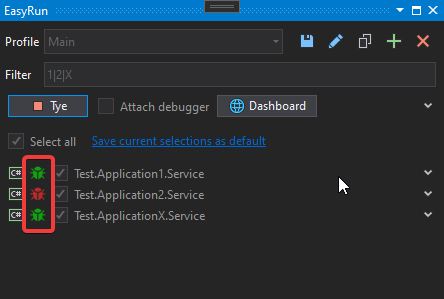 EasyRun
Profile Main
Filter 1|2|X
Tye Attach debugger Dashboard
Select all Save current selections as default
C# Test.Application1.Service
C# Test.Application2.Service
C# Test.ApplicationX.Service